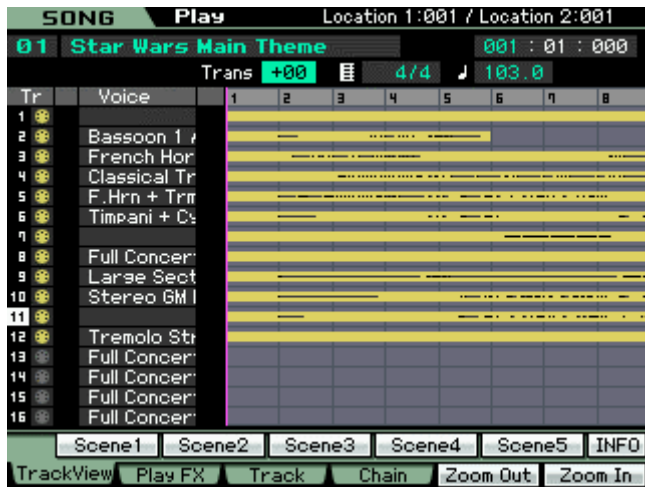 SONG Play Location 1:001 / Location 2:001
01 Star Wars Main Theme 001 : 01 : 000
Trans +00 4/4 103.0
Tr Voice 1 2 3 4 5 6 7 8
1
2 Bassoon 1
3 French Hor
4 Classical Tr
5 F.Hrn + Trm
6 Timpani + Cy
7
8 Full Concer
9 Large Sect
10 Stereo GM
11
12 Tremolo Str
13 Full Concer
14 Full Concer
15 Full Concer
16 Full Concer
Scene1 Scene2 Scene3 Scene4 Scene5 INFO
TrackView Play FX Track Chain Zoom Out Zoom In